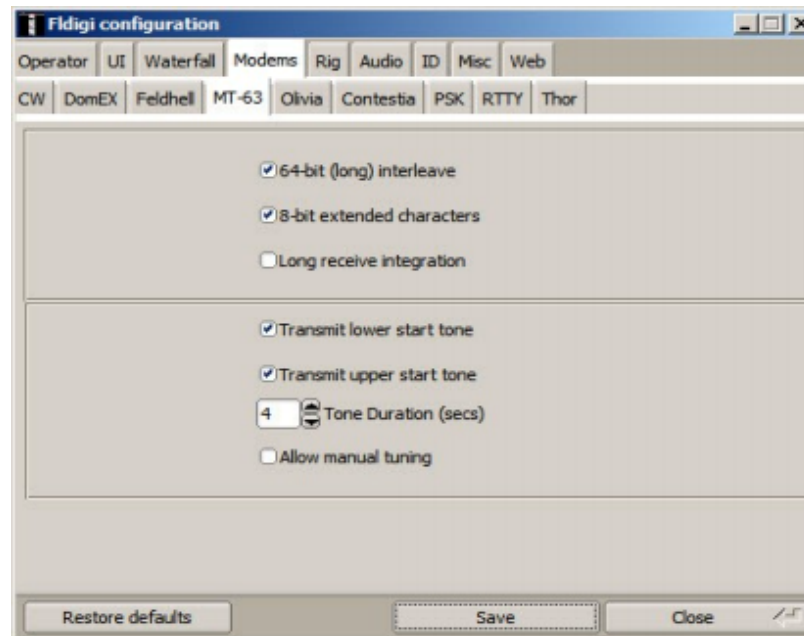 Fldigi configuration
Operator UI Waterfall Modems Rig Audio ID Misc Web
CW DomEX Feldhell MT-63 Olivia Contestia PSK RTTY Thor
64-bit (long) interleave
8-bit extended characters
Long receive integration
Transmit lower start tone
Transmit upper start tone
4 Tone Duration (secs)
Allow manual tuning
Restore defaults Save Close